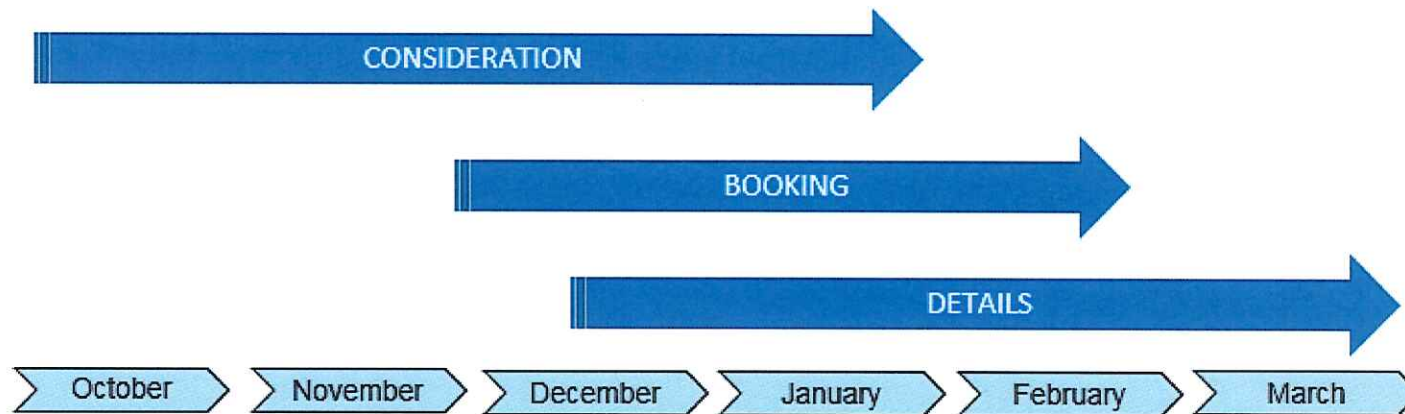 CONSIDERATION
BOOKING
DETAILS
October November December January February March